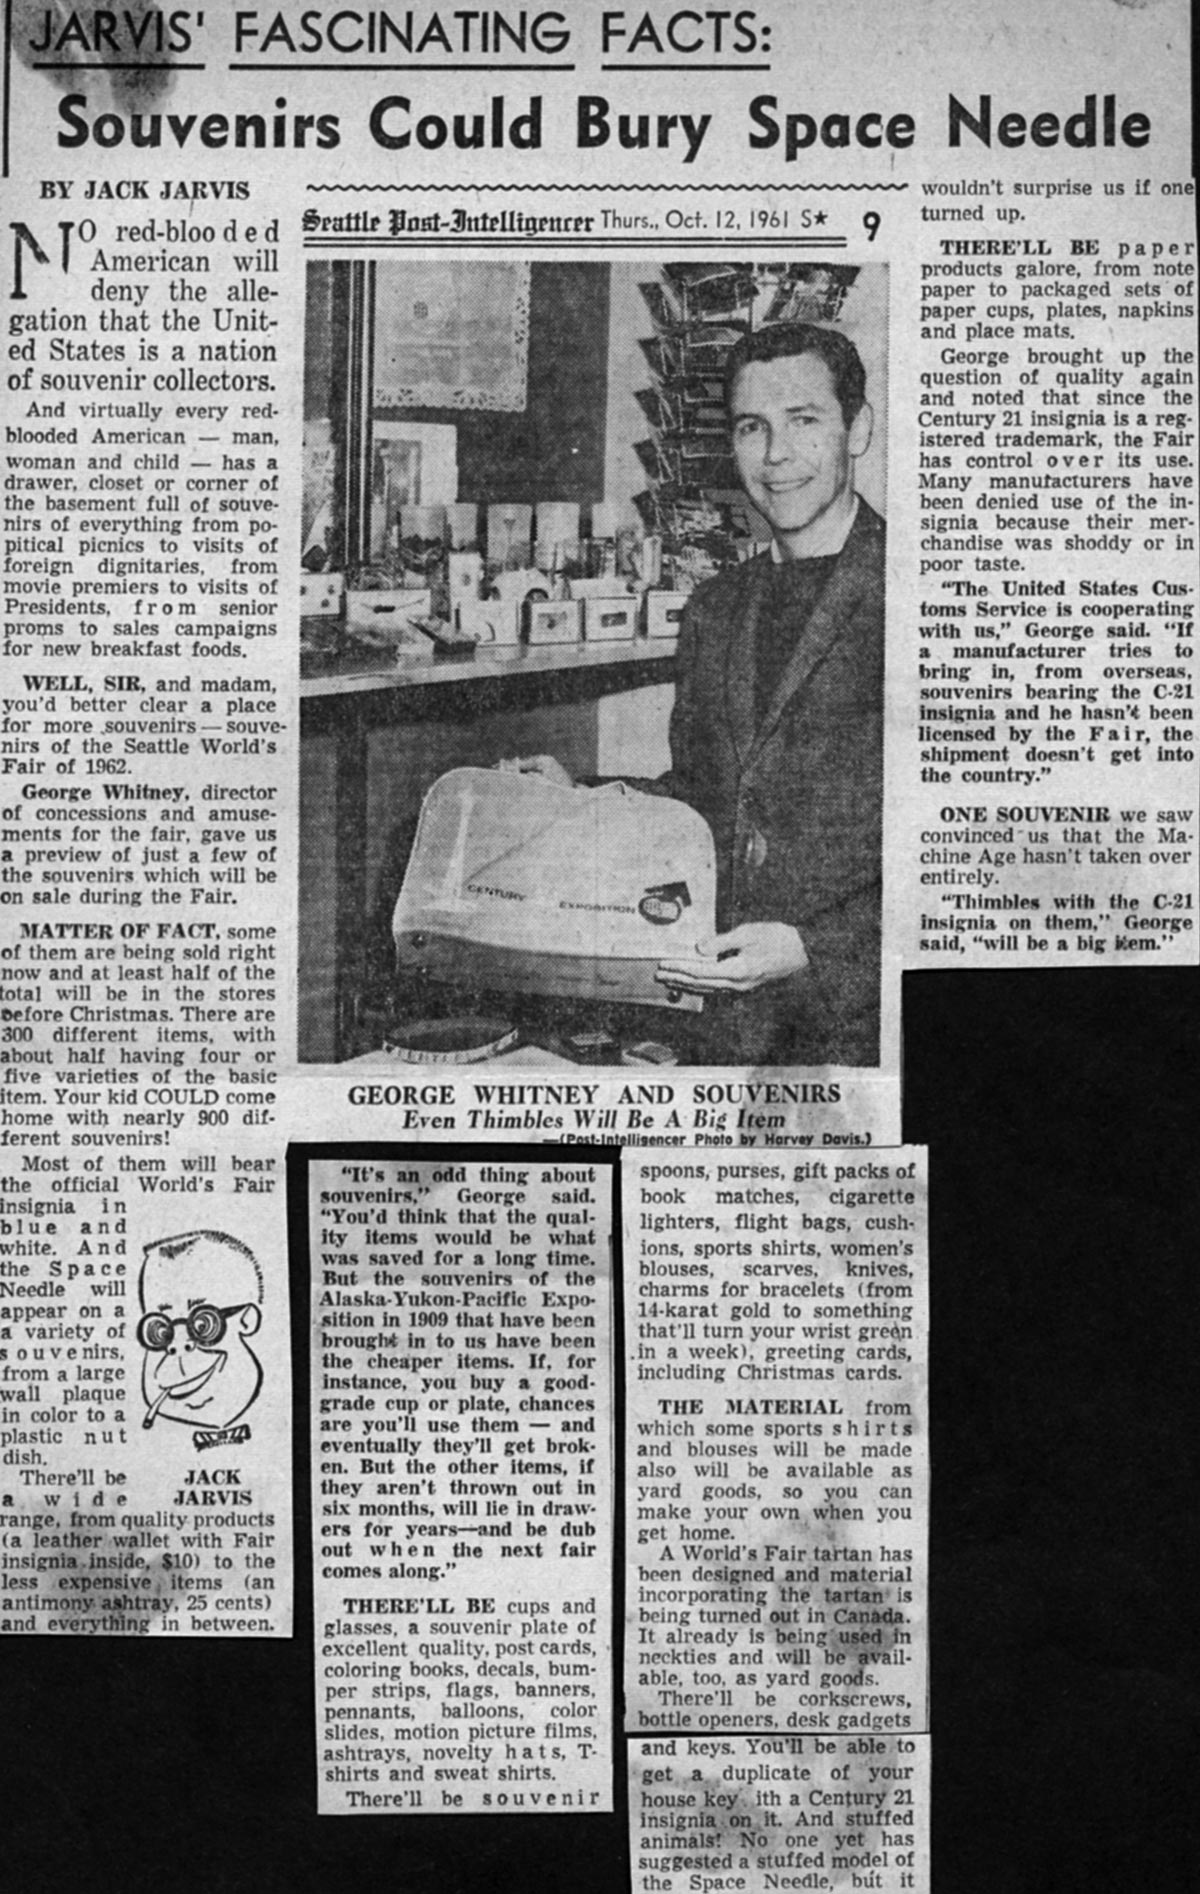 JARVIS' FASCINATING FACTS:
Souvenirs Could Bury Space Needle
BY JACK JARVIS
NO red-blooded
American will
deny the alle-
gation that the Unit-
ed States is a nation
of souvenir collectors.
And virtually every red-
blooded American — man,
woman and child — has a
drawer, closet or corner of
the basement full of souve-
nirs of everything from po-
pitical picnics to visits of
foreign dignitaries, from
movie premiers to visits of
Presidents, from senior
proms to sales campaigns
for new breakfast foods.
WELL, SIR, and madam,
you'd better clear a place
for more souvenirs — souve-
nirs of the Seattle World's
Fair of 1962.
George Whitney, director
of concessions and amuse-
ments for the fair, gave us
a preview of just a few of
the souvenirs which will be
on sale during the Fair.
MATTER OF FACT, some
of them are being sold right
now and at least half of the
total will be in the stores
before Christmas. There are
300 different items, with
about half having four or
five varieties of the basic
item. Your kid COULD come
home with nearly 900 dif-
ferent souvenirs!
Most of them will bear
the official World's Fair
insignia in
blue and
white. And
the Space
Needle will
appear on a
a variety of
souvenirs,
from a large
wall plaque
in color to a
plastic nut
dish.
There'll be
a wide
range, from quality products
(a leather wallet with Fair
insignia inside, $10) to the
less expensive items (an
antimony ashtray, 25 cents)
and everything in between.
JACK
JARVIS
Seattle Post-Intelligencer Thurs., Oct. 12, 1961 S★ 9
CENTURY
EXPOSITION
GEORGE WHITNEY AND SOUVENIRS
Even Thimbles Will Be A Big Item
—(Post-Intelligencer Photo by Harvey Davis.)
"It's an odd thing about
souvenirs," George said.
"You'd think that the qual-
ity items would be what
was saved for a long time.
But the souvenirs of the
Alaska-Yukon-Pacific Expo-
sition in 1909 that have been
brought in to us have been
the cheaper items. If, for
instance, you buy a good-
grade cup or plate, chances
are you'll use them — and
eventually they'll get brok-
en. But the other items, if
they aren't thrown out in
six months, will lie in draw-
ers for years—and be dub
out when the next fair
comes along."
THERE'LL BE cups and
glasses, a souvenir plate of
excellent quality, post cards,
coloring books, decals, bum-
per strips, flags, banners,
pennants, balloons, color
slides, motion picture films,
ashtrays, novelty hats, T-
shirts and sweat shirts.
There'll be souvenir
spoons, purses, gift packs of
book matches, cigarette
lighters, flight bags, cush-
ions, sports shirts, women's
blouses, scarves, knives,
charms for bracelets (from
14-karat gold to something
that'll turn your wrist green
in a week), greeting cards,
including Christmas cards.
THE MATERIAL from
which some sports shirts
and blouses will be made
also will be available as
yard goods, so you can
make your own when you
get home.
A World's Fair tartan has
been designed and material
incorporating the tartan is
being turned out in Canada.
It already is being used in
neckties and will be avail-
able, too, as yard goods.
There'll be corkscrews,
bottle openers, desk gadgets
and keys. You'll be able to
get a duplicate of your
house key ith a Century 21
insignia on it. And stuffed
animals! No one yet has
suggested a stuffed model of
the Space Needle, but it
wouldn't surprise us if one
turned up.
THERE'LL BE paper
products galore, from note
paper to packaged sets of
paper cups, plates, napkins
and place mats.
George brought up the
question of quality again
and noted that since the
Century 21 insignia is a reg-
istered trademark, the Fair
has control over its use.
Many manufacturers have
been denied use of the in-
signia because their mer-
chandise was shoddy or in
poor taste.
"The United States Cus-
toms Service is cooperating
with us," George said. "If
a manufacturer tries to
bring in, from overseas,
souvenirs bearing the C-21
insignia and he hasn't been
licensed by the Fair, the
shipment doesn't get into
the country."
ONE SOUVENIR we saw
convinced us that the Ma-
chine Age hasn't taken over
entirely.
"Thimbles with the C-21
insignia on them," George
said, "will be a big item."